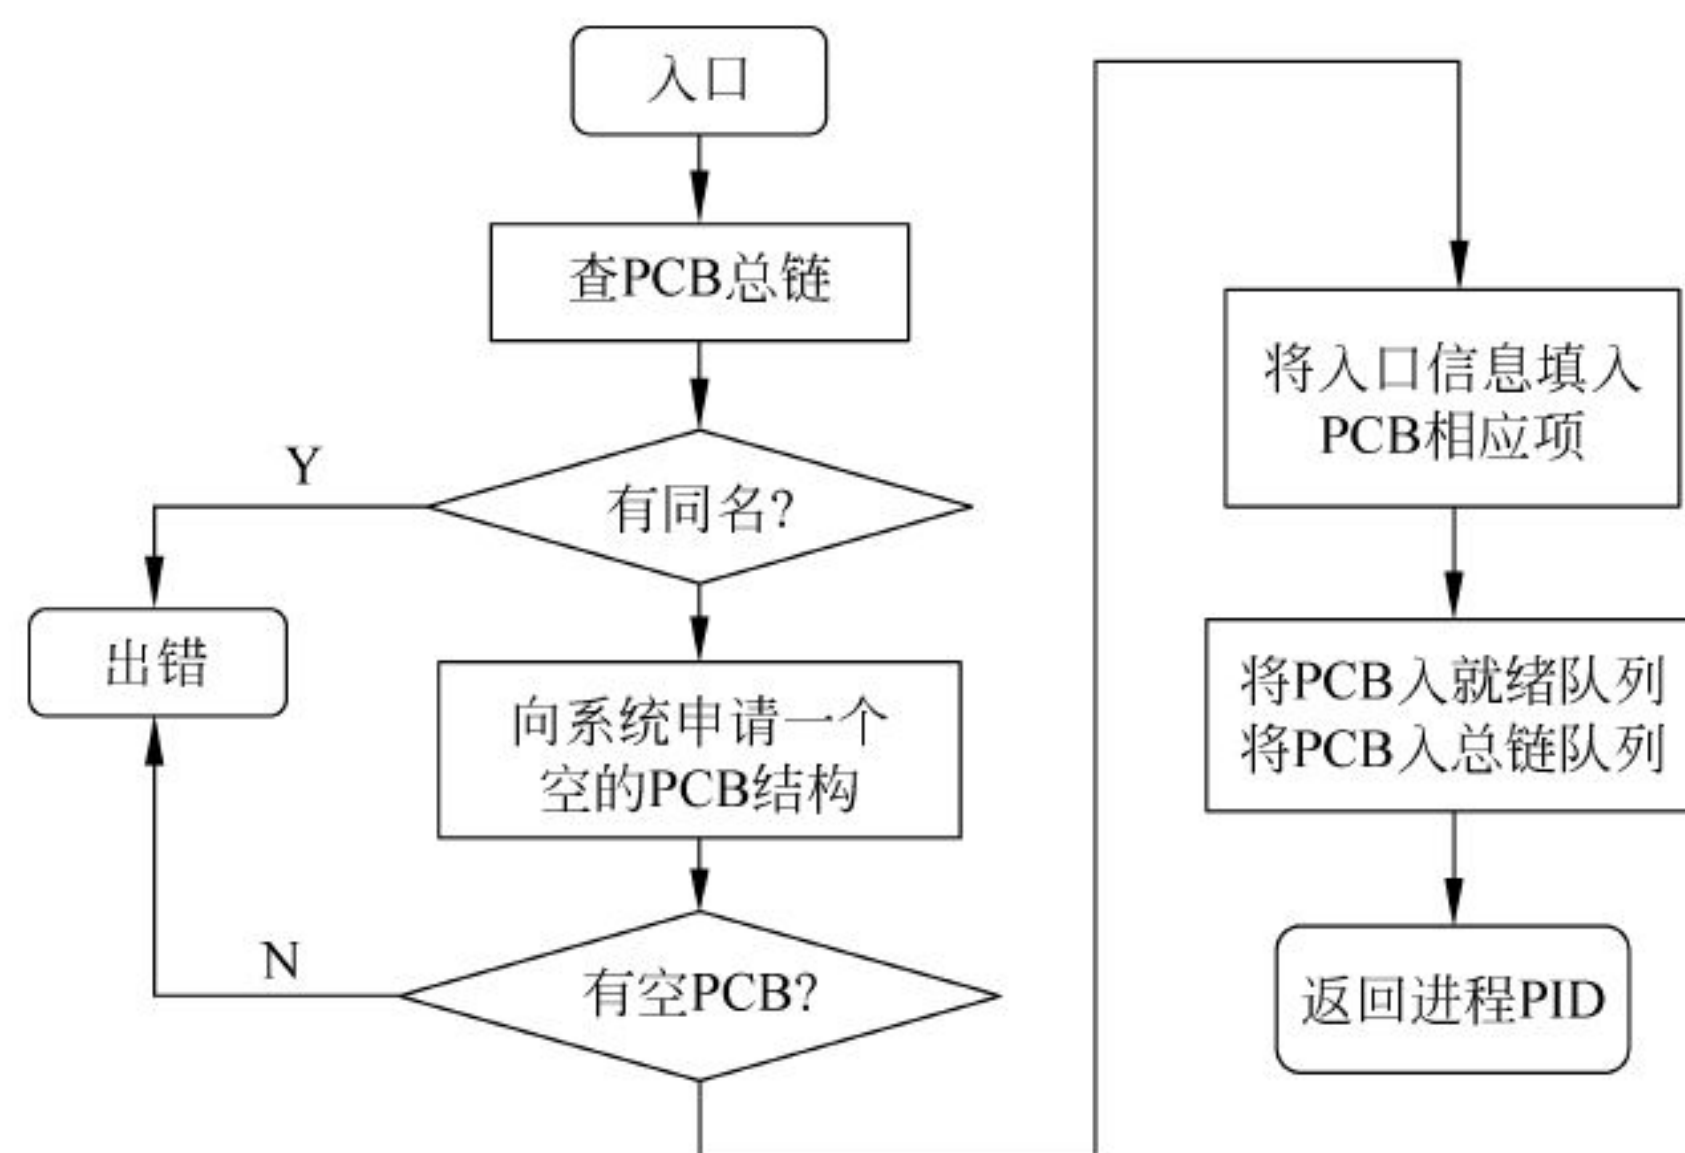 入口
查PCB总链
有同名?
Y
出错
向系统申请一个
空的PCB结构
有空PCB?
N
将入口信息填入
PCB相应项
将PCB入就绪队列
将PCB入总链队列
返回进程PID